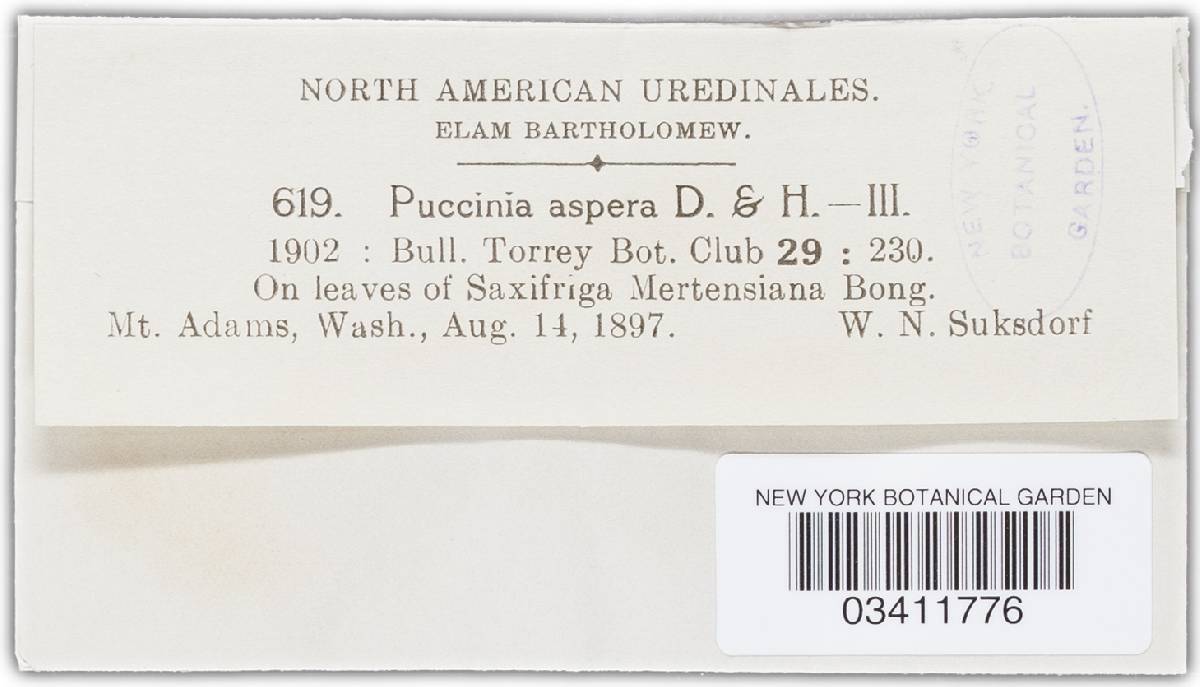 NORTH AMERICAN UREDINALES.
ELAM BARTHOLOMEW.
619. Puccinia aspera D. & H.—III.
1902 : Bull. Torrey Bot. Club 29 : 230.
On leaves of Saxifriga Mertensiana Bong.
Mt. Adams, Wash., Aug. 14, 1897. W. N. Suksdorf
NEW YORK
BOTANICAL
GARDEN.
NEW YORK BOTANICAL GARDEN
03411776